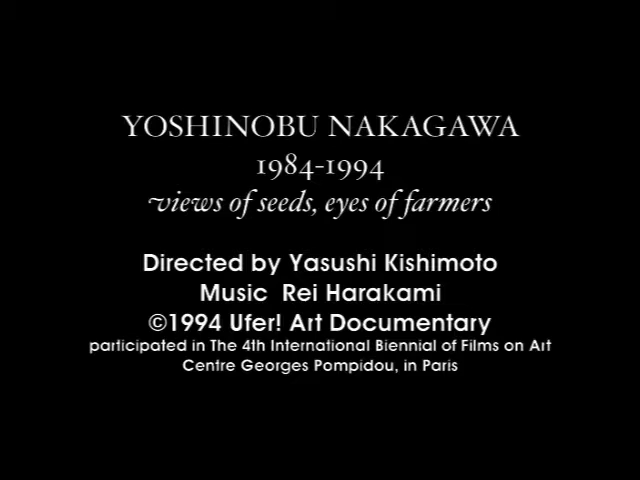 YOSHINOBU NAKAGAWA
1984-1994
views of seeds, eyes of farmers
Directed by Yasushi Kishimoto
Music Rei Harakami
©1994 Ufer! Art Documentary
participated in The 4th International Biennial of Films on Art
Centre Georges Pompidou, in Paris